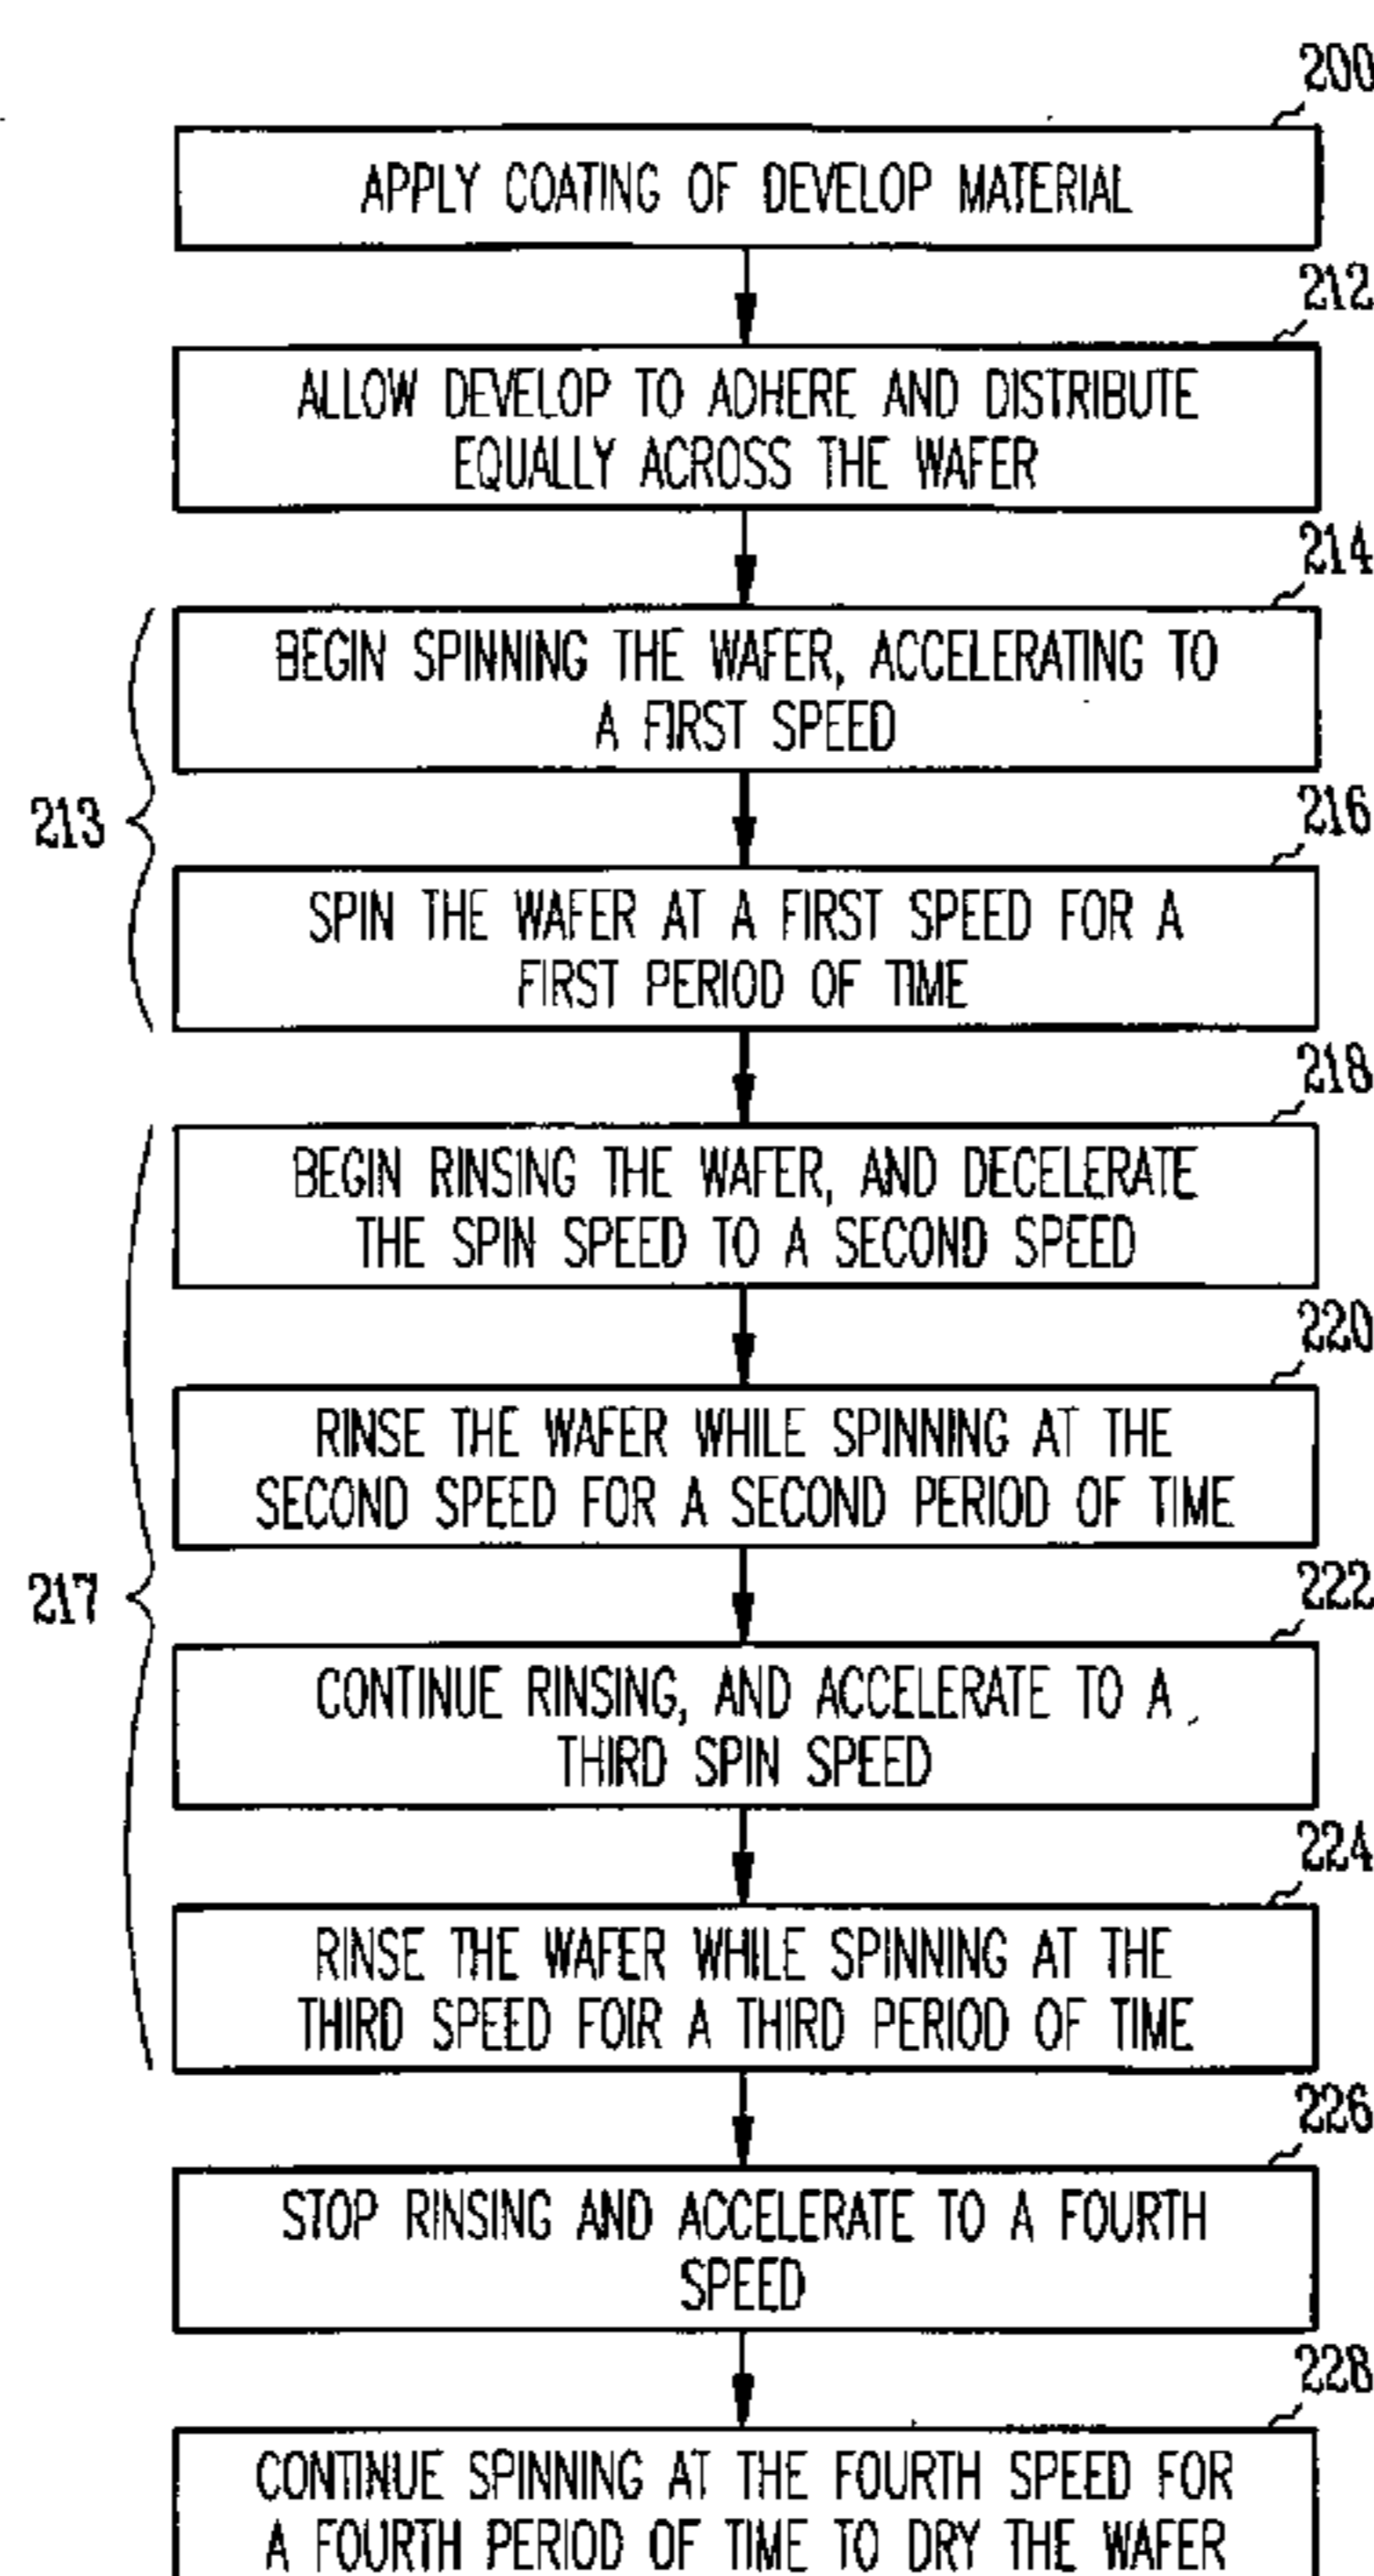 200
APPLY COATING OF DEVELOP MATERIAL
212
ALLOW DEVELOP TO ADHERE AND DISTRIBUTE
EQUALLY ACROSS THE WAFER
214
BEGIN SPINNING THE WAFER, ACCELERATING TO
A FIRST SPEED
213
216
SPIN THE WAFER AT A FIRST SPEED FOR A
FIRST PERIOD OF TIME
218
BEGIN RINSING THE WAFER, AND DECELERATE
THE SPIN SPEED TO A SECOND SPEED
220
RINSE THE WAFER WHILE SPINNING AT THE
SECOND SPEED FOR A SECOND PERIOD OF TIME
217
222
CONTINUE RINSING, AND ACCELERATE TO A
THIRD SPIN SPEED
224
RINSE THE WAFER WHILE SPINNING AT THE
THIRD SPEED FOIR A THIRD PERIOD OF TIME
226
STOP RINSING AND ACCELERATE TO A FOURTH
SPEED
228
CONTINUE SPINNING AT THE FOURTH SPEED FOR
A FOURTH PERIOD OF TIME TO DRY THE WAFER